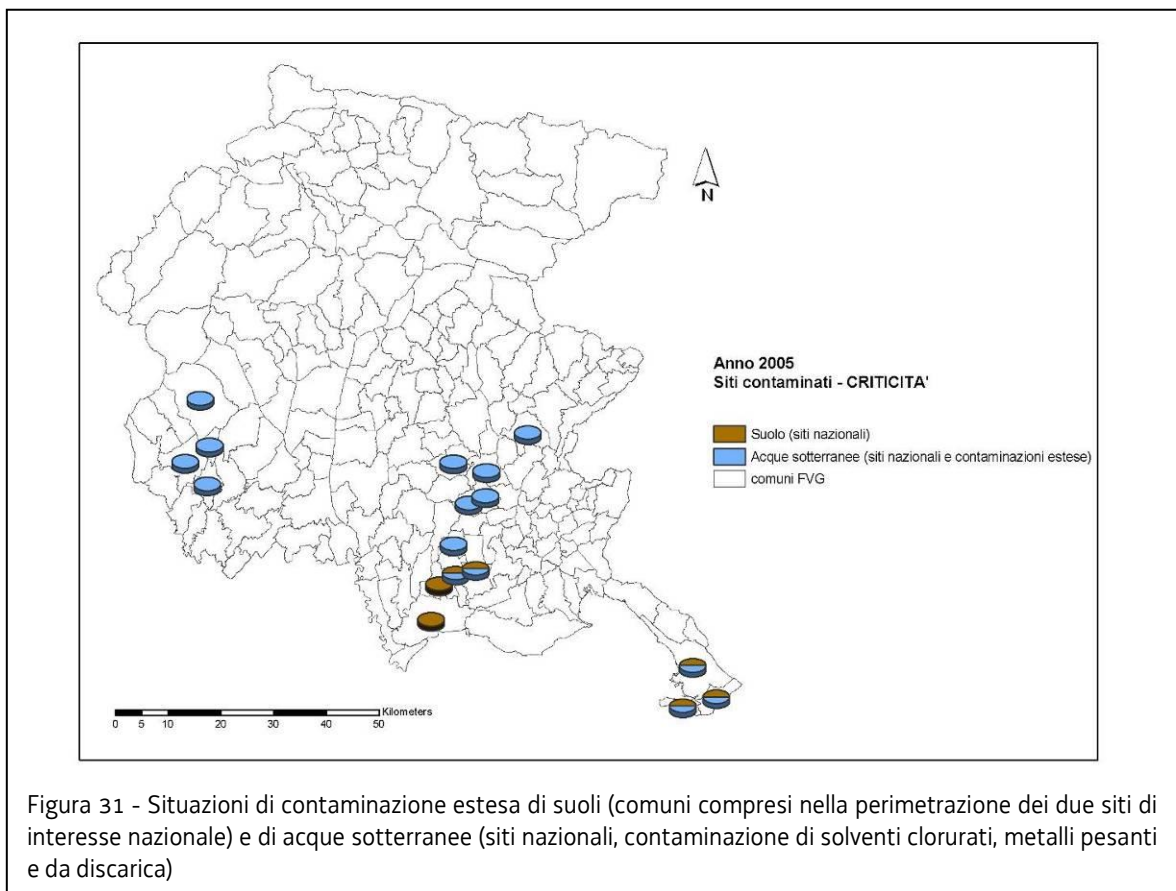 N
Anno 2005
Siti contaminati - CRITICITA'
Suolo (siti nazionali)
Acque sotterranee (siti nazionali e contaminazioni estese)
comuni FVG
Kilometers
0 5 10 20 30 40 50
Figura 31 - Situazioni di contaminazione estesa di suoli (comuni compresi nella perimetrazione dei due siti di
interesse nazionale) e di acque sotterranee (siti nazionali, contaminazione di solventi clorurati, metalli pesanti
e da discarica)